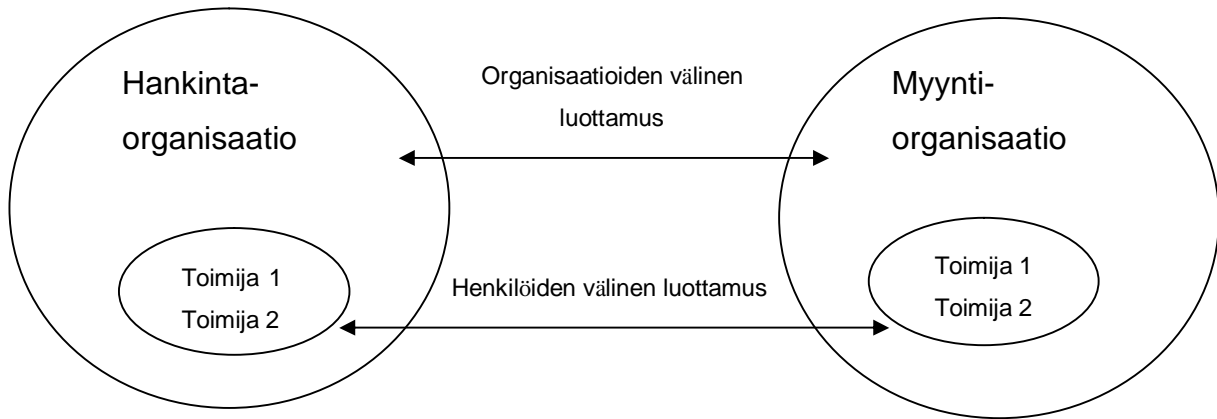 Hankinta-
organisaatio
Organisaatioiden välinen
luottamus
Myynti-
organisaatio
Toimija 1
Toimija 2
Henkilöiden välinen luottamus
Toimija 1
Toimija 2